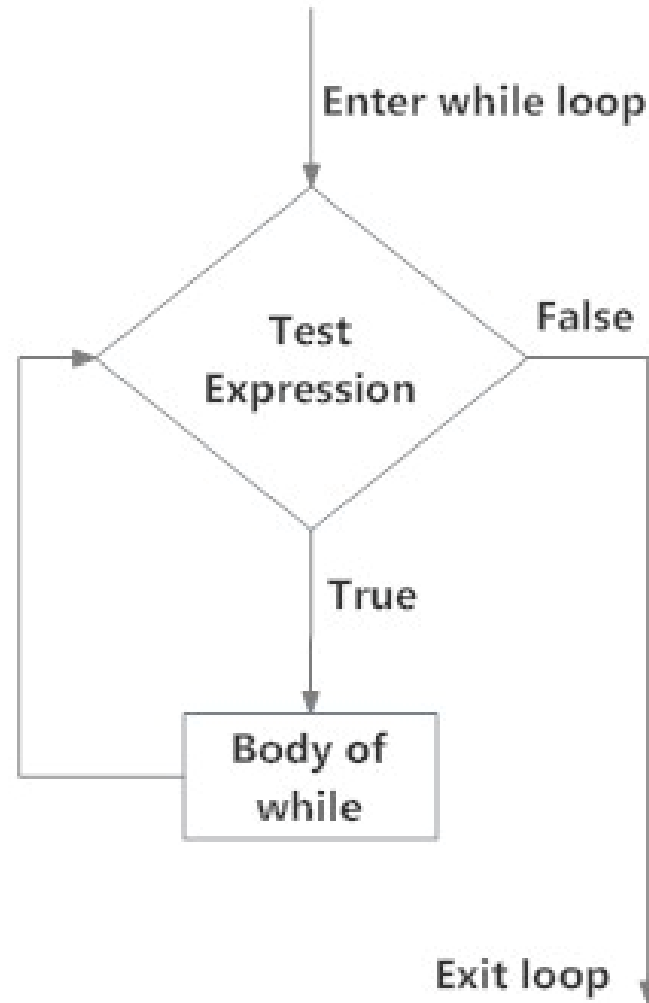 Enter while loop
Test
Expression
False
True
Body of
while
Exit loop